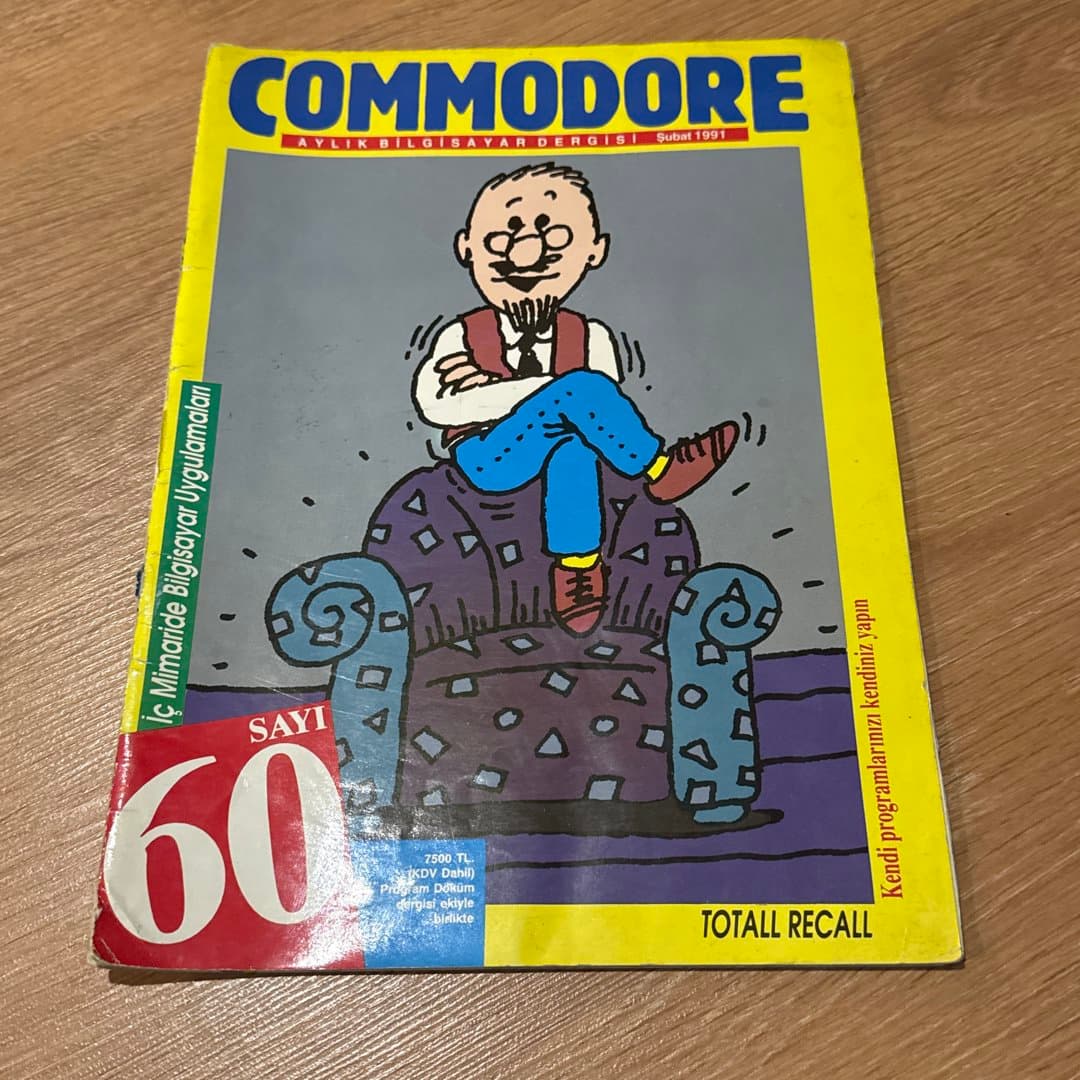 COMMODORE
AYLIK BİLGİSAYAR DERGİSİ Şubat 1991
İç Mimaride Bilgisayar Uygulamaları
Kendi programlarınızı kendiniz yapın
SAYI
60
7500 TL.
(KDV Dahil)
Program Döküm
dergisi ekiyle
birlikte
TOTALL RECALL